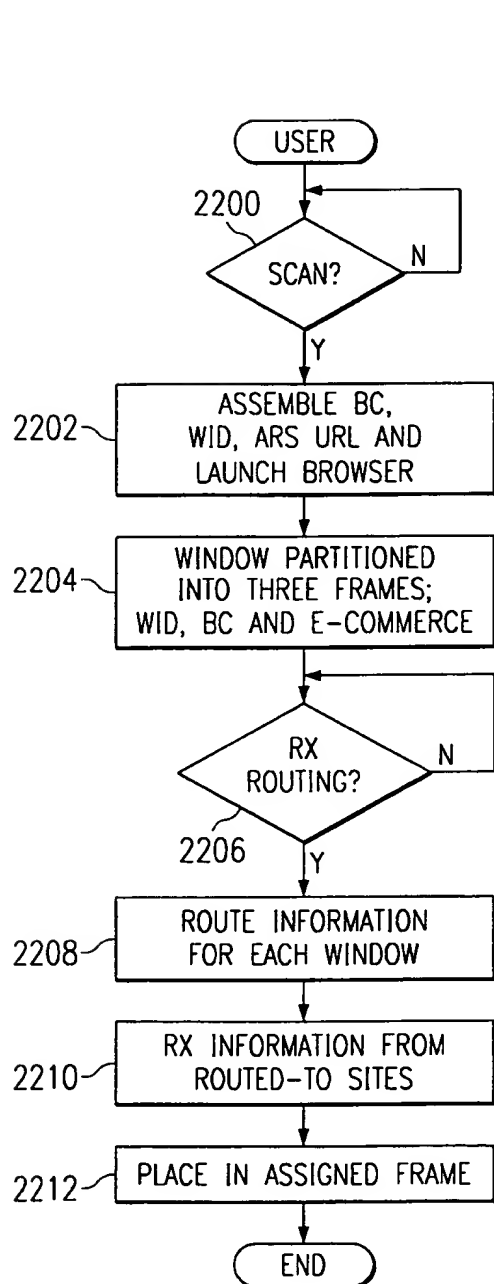 USER
2200
SCAN?
N
Y
2202
ASSEMBLE BC,
WID, ARS URL AND
LAUNCH BROWSER
2204
WINDOW PARTITIONED
INTO THREE FRAMES;
WID, BC AND E-COMMERCE
RX
ROUTING?
N
2206
Y
2208
ROUTE INFORMATION
FOR EACH WINDOW
2210
RX INFORMATION FROM
ROUTED-TO SITES
2212
PLACE IN ASSIGNED FRAME
END